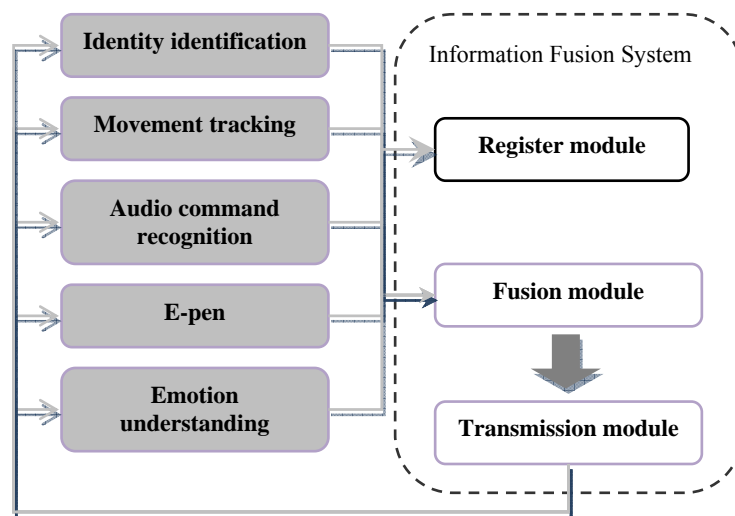 Identity identification
Movement tracking
Audio command
recognition
E-pen
Emotion
understanding
Information Fusion System
Register module
Fusion module
Transmission module